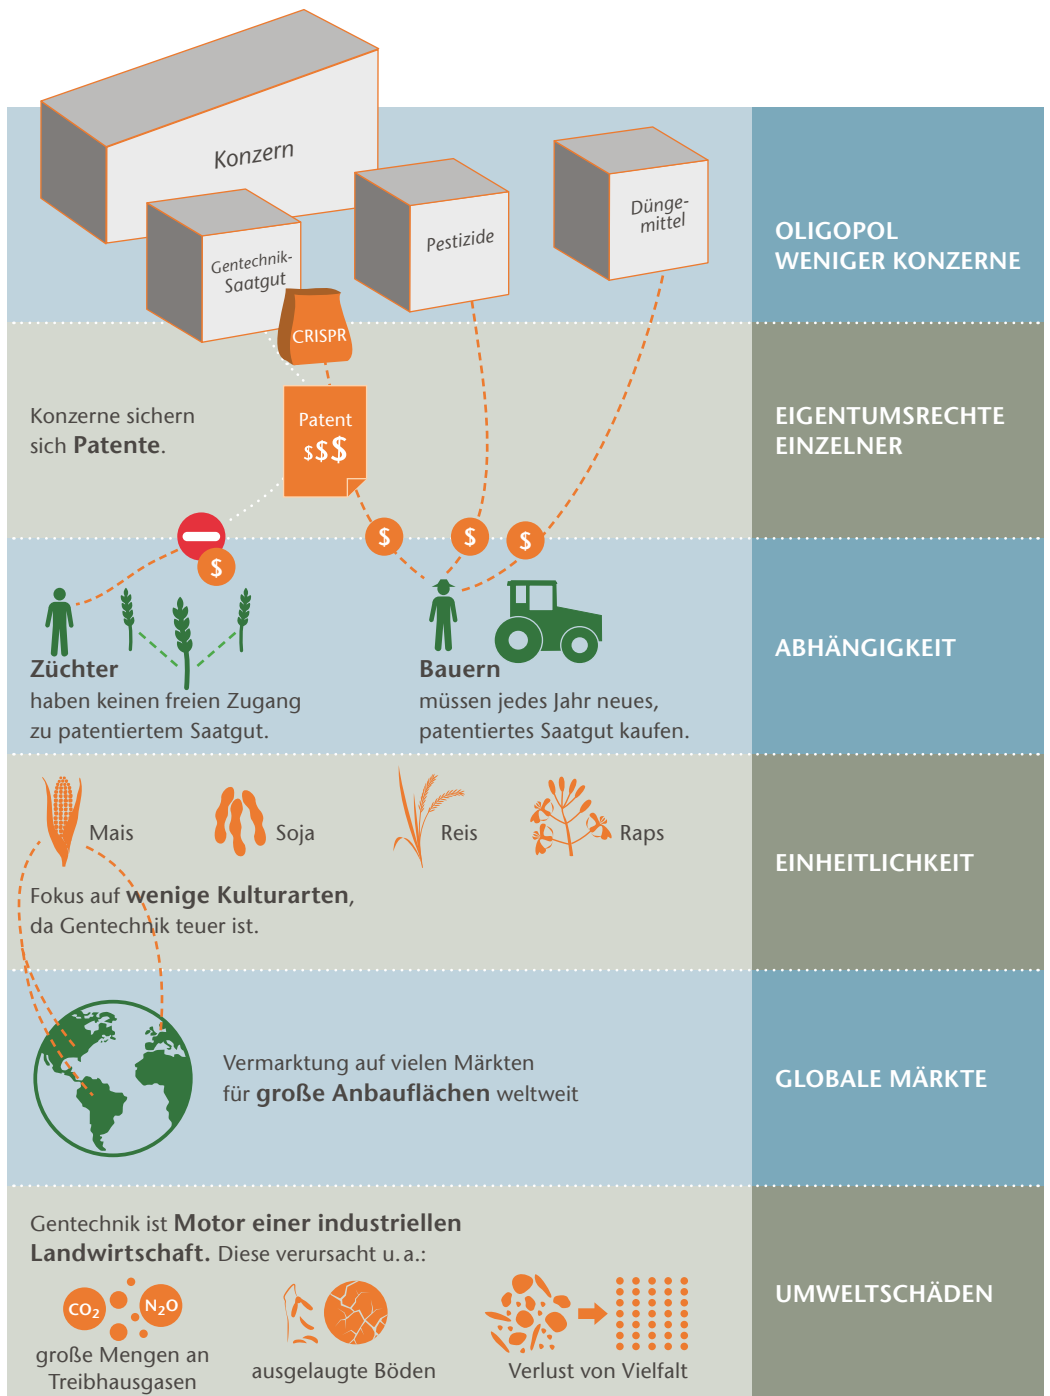 Konzern
Gentechnik-
Saatgut
Pestizide
Dünge-
mittel
OLIGOPOL
WENIGER KONZERNE
CRISPR
Konzerne sichern
sich Patente.
Patent
$$$
EIGENTUMSRECHTE
EINZELNER
$
$
$
$
Züchter
haben keinen freien Zugang
zu patentiertem Saatgut.
Bauern
müssen jedes Jahr neues,
patentiertes Saatgut kaufen.
ABHÄNGIGKEIT
Mais
Soja
Reis
Raps
Fokus auf wenige Kulturarten,
da Gentechnik teuer ist.
EINHEITLICHKEIT
Vermarktung auf vielen Märkten
für große Anbauflächen weltweit
GLOBALE MÄRKTE
Gentechnik ist Motor einer industriellen
Landwirtschaft. Diese verursacht u. a.:
CO₂
N₂O
große Mengen an
Treibhausgasen
ausgelaugte Böden
Verlust von Vielfalt
UMWELTSCHÄDEN